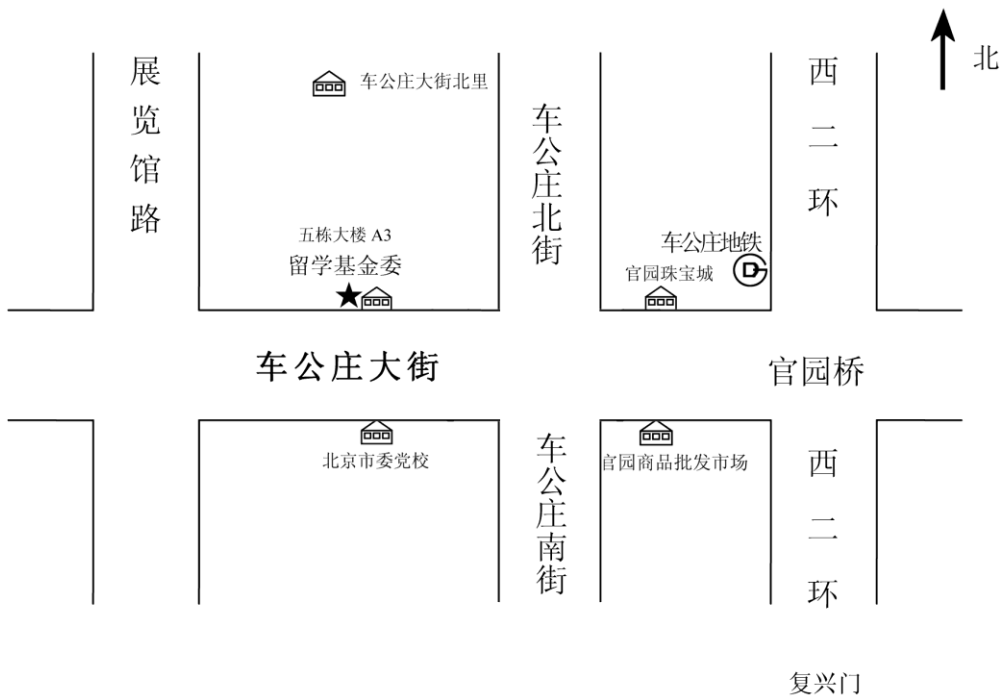 北
展览馆路
车公庄大街北里
车公庄北街
西二环
五栋大楼 A3
留学基金委
车公庄地铁
官园珠宝城
D
车公庄大街
官园桥
北京市委党校
车公庄南街
官园商品批发市场
西二环
复兴门